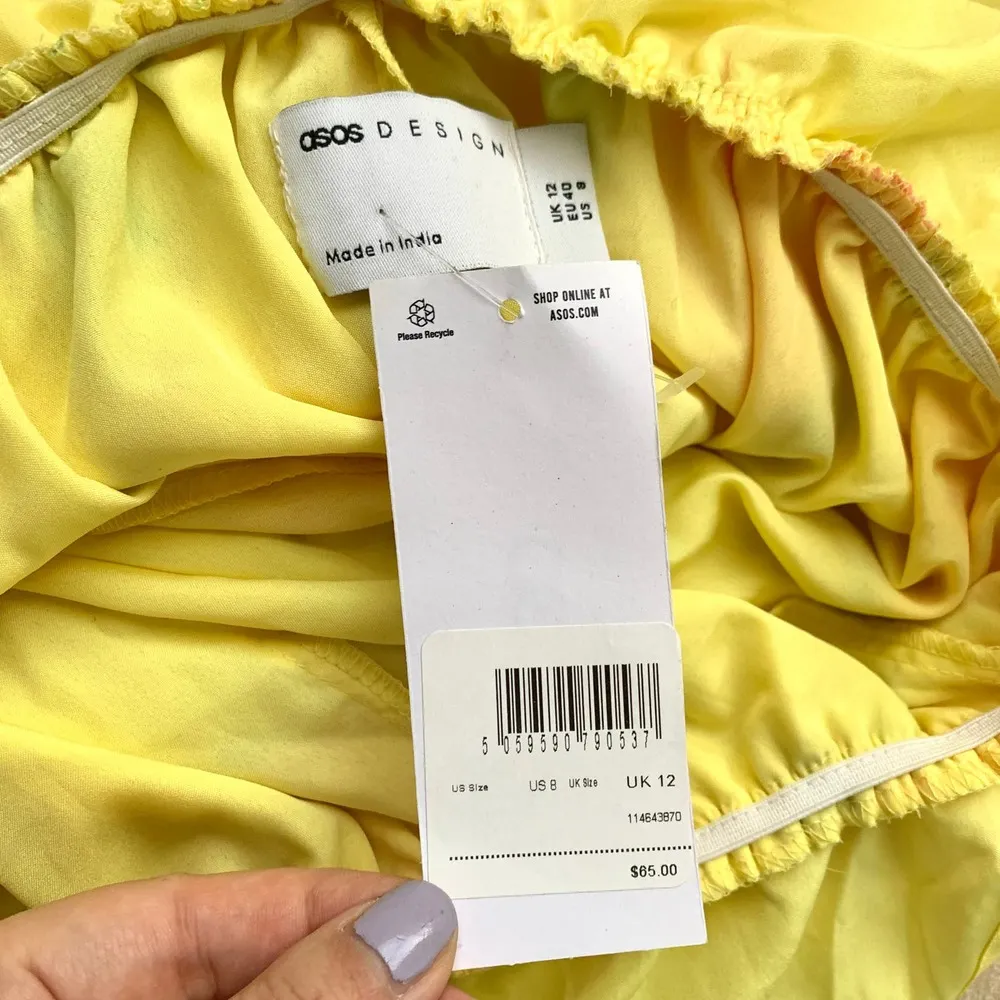 asos DESIGN
Made in India
UK 12
EU 40
US 8
Please Recycle
SHOP ONLINE AT
ASOS.COM
5 059590 790537
US Size US 8 UK Size UK 12
114643870
$65.00